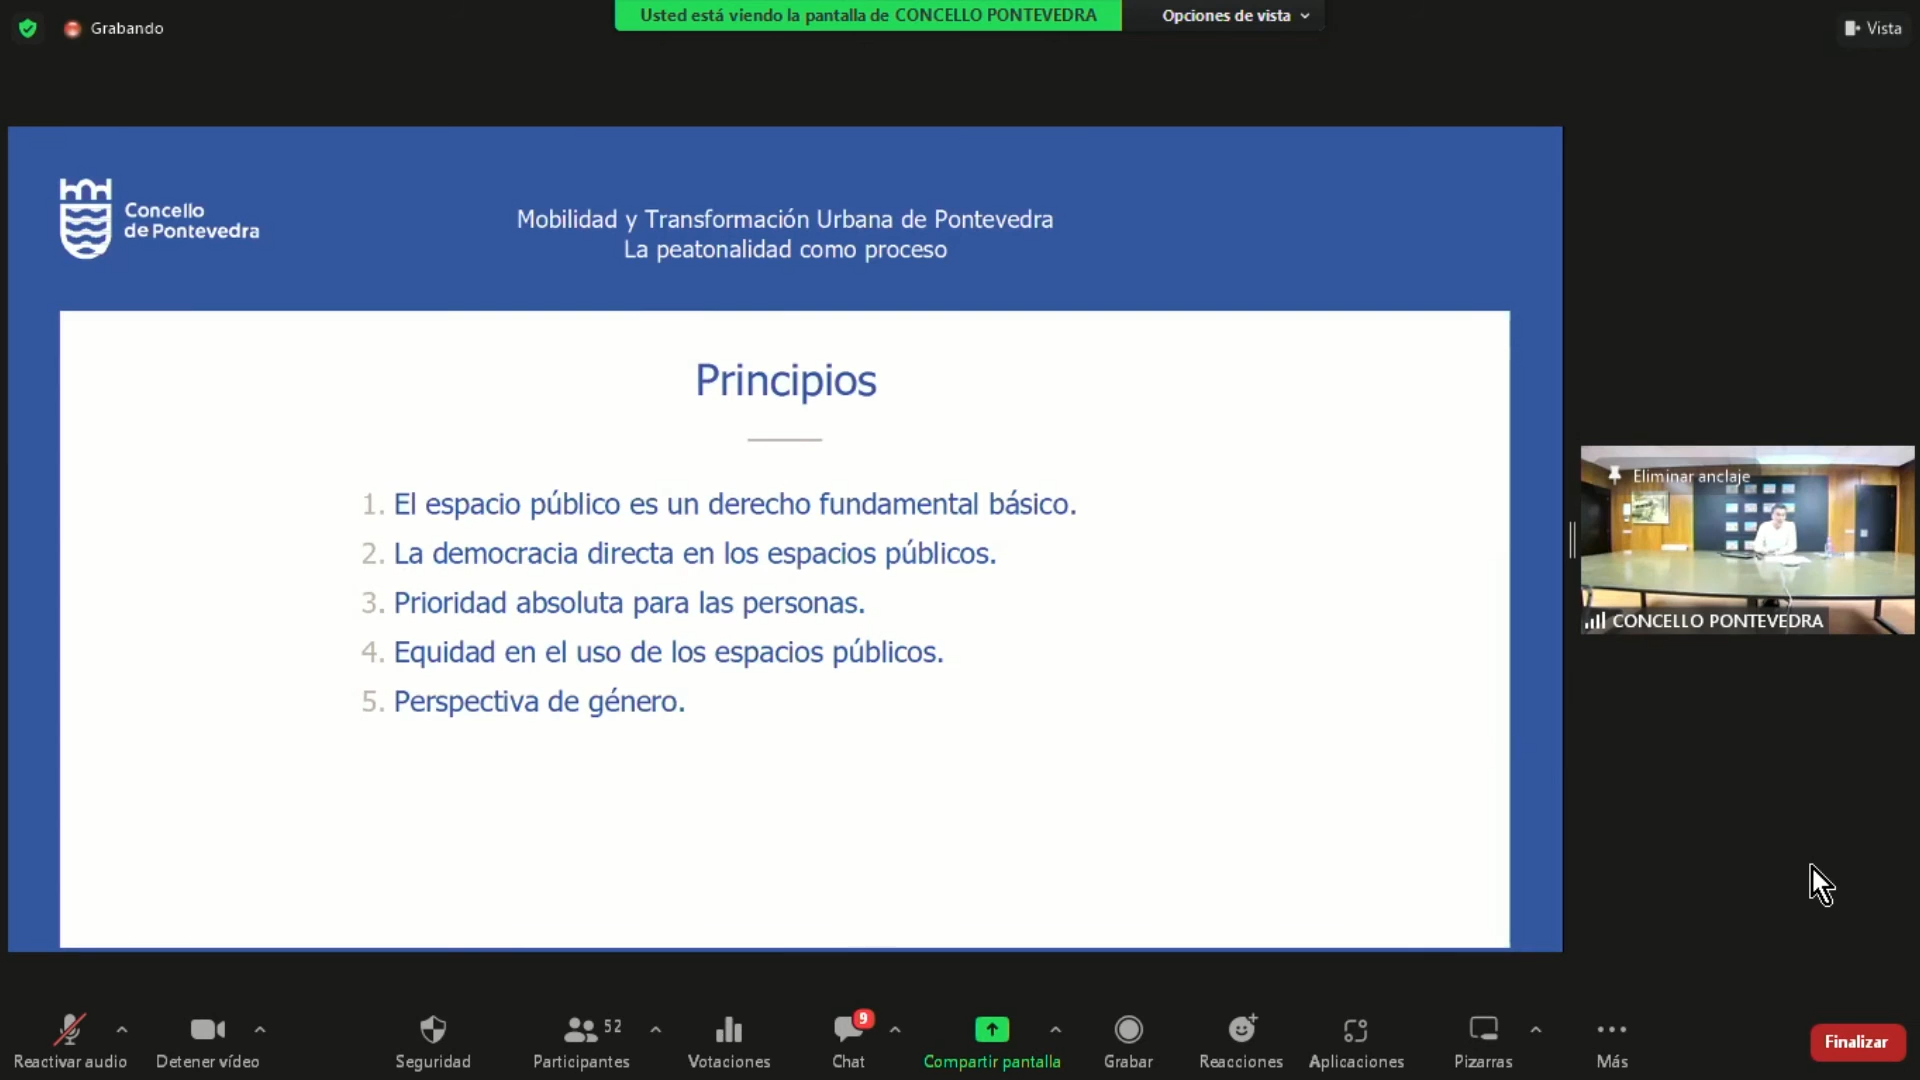 Grabando
Usted está viendo la pantalla de CONCELLO PONTEVEDRA
Opciones de vista
Vista
Concello
de Pontevedra
Mobilidad y Transformación Urbana de Pontevedra
La peatonalidad como proceso
Principios
1. El espacio público es un derecho fundamental básico.
2. La democracia directa en los espacios públicos.
3. Prioridad absoluta para las personas.
4. Equidad en el uso de los espacios públicos.
5. Perspectiva de género.
Eliminar anclaje
CONCELLO PONTEVEDRA
Reactivar audio
Detener vídeo
Seguridad
52
Participantes
Votaciones
9
Chat
Compartir pantalla
Grabar
Reacciones
Aplicaciones
Pizarras
Más
Finalizar